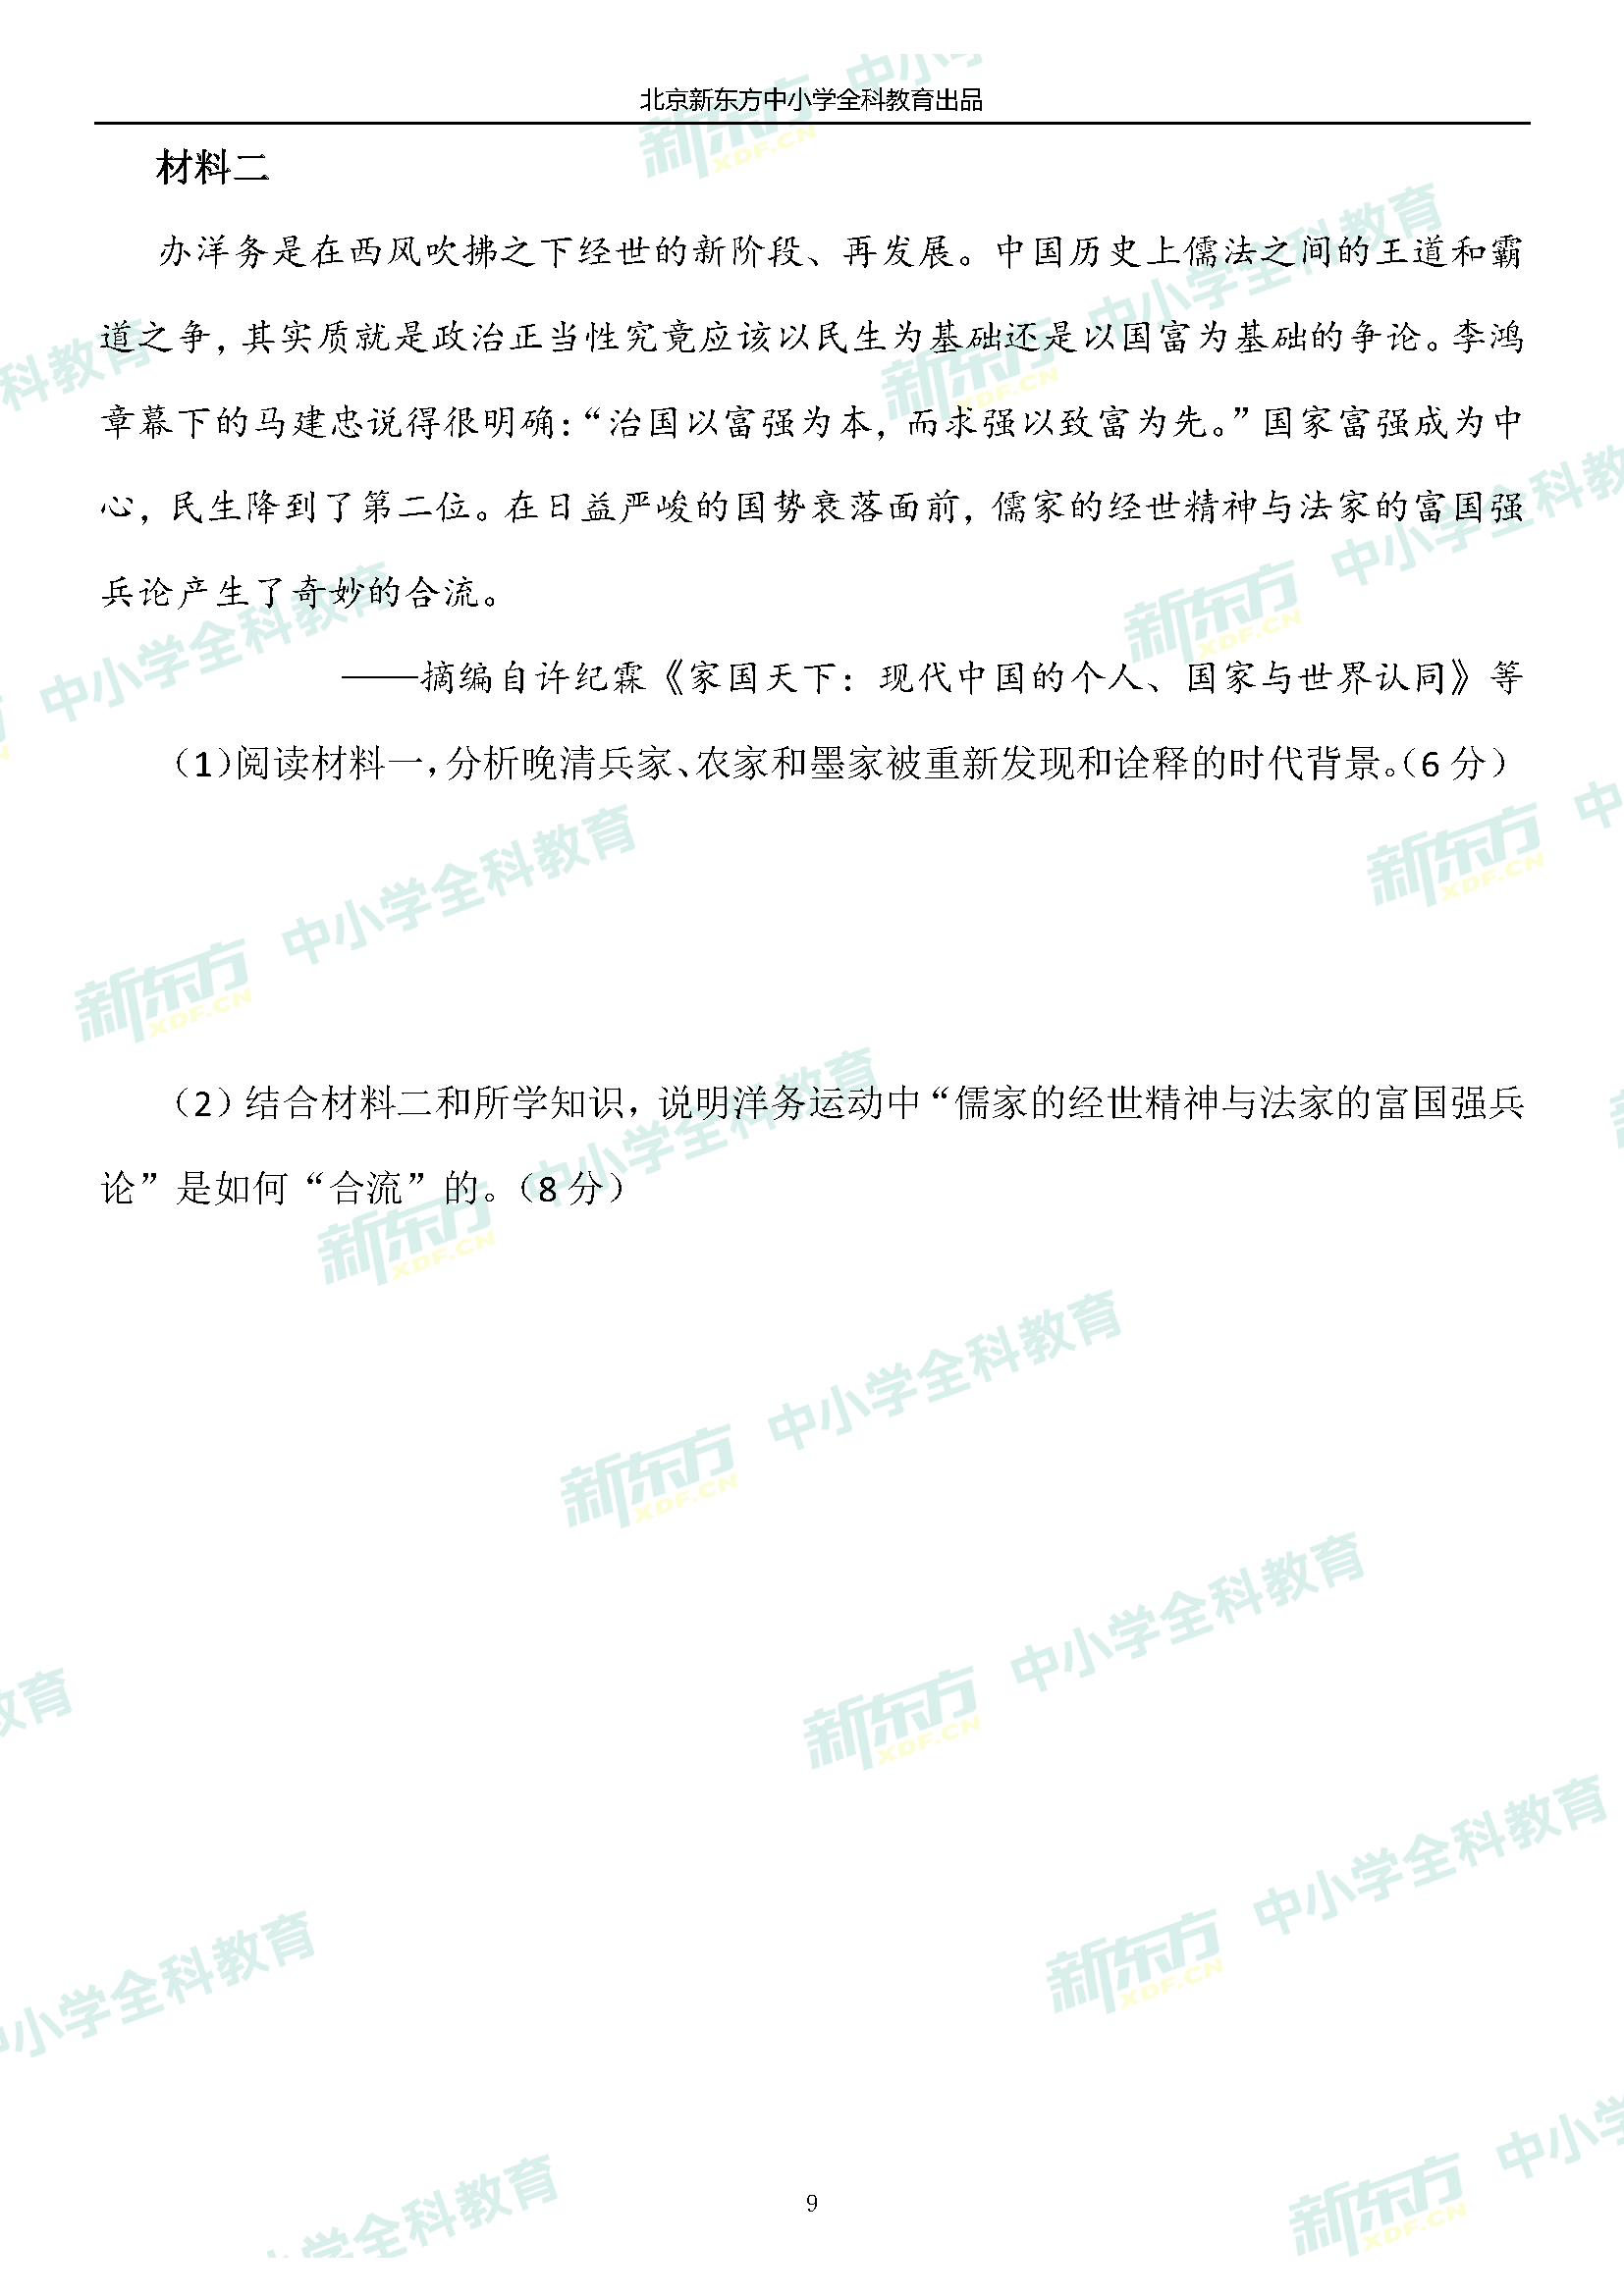 北京新东方中小学全科教育出品
材料二
办洋务是在西风吹拂之下经世的新阶段、再发展。中国历史上儒法之间的王道和霸
道之争，其实质就是政治正当性究竟应该以民生为基础还是以国富为基础的争论。李鸿
章幕下的马建忠说得很明确：“治国以富强为本，而求强以致富为先。”国家富强成为中
心，民生降到了第二位。在日益严峻的国势衰落面前，儒家的经世精神与法家的富国强
兵论产生了奇妙的合流。
——摘编自许纪霖《家国天下：现代中国的个人、国家与世界认同》等
（1）阅读材料一，分析晚清兵家、农家和墨家被重新发现和诠释的时代背景。（6 分）
（2）结合材料二和所学知识，说明洋务运动中“儒家的经世精神与法家的富国强兵
论”是如何“合流”的。（8 分）
9
新东方 XDF.CN 中小学全科教育